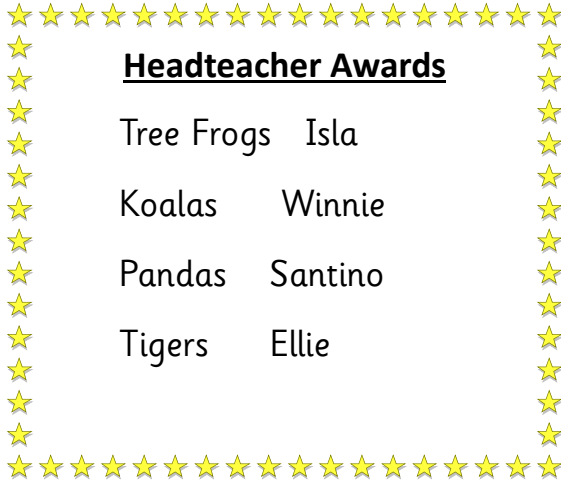 Headteacher Awards
Tree Frogs Isla
Koalas Winnie
Pandas Santino
Tigers Ellie